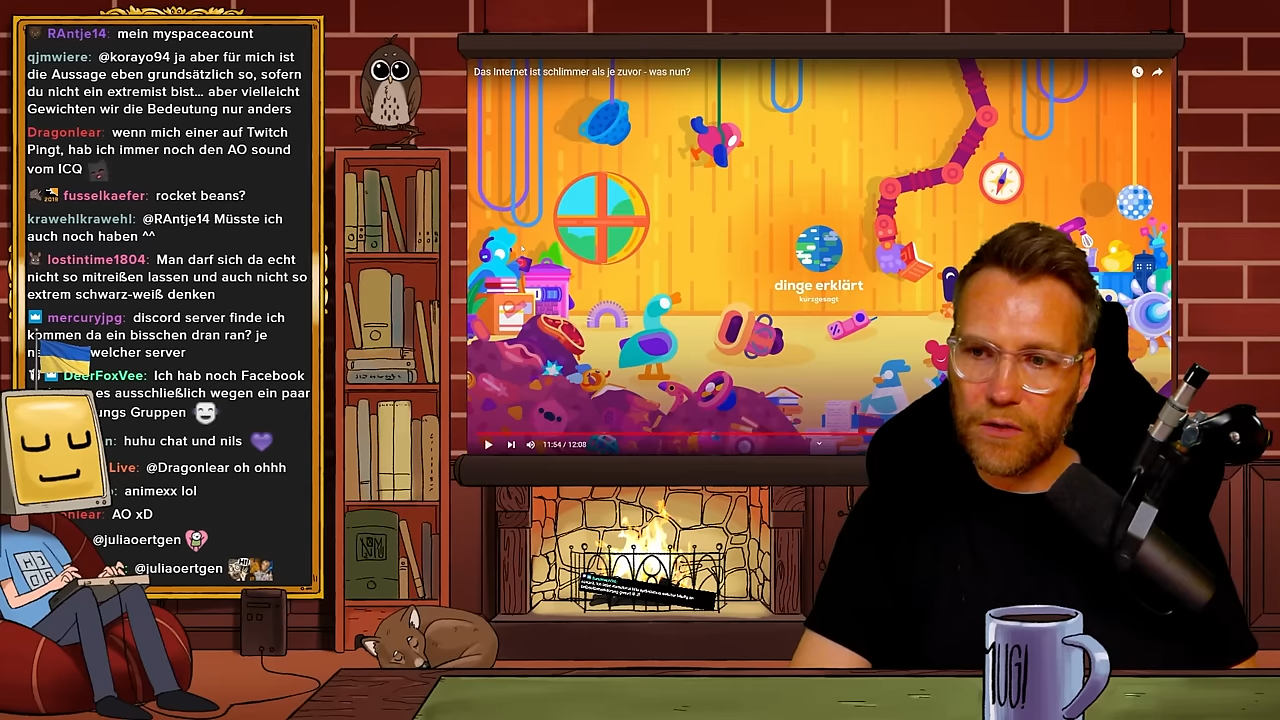 RAntje14: mein myspaceacount
qjmwiere: @korayo94 ja aber für mich ist
die Aussage eben grundsätzlich so, sofern
du nicht ein extremist bist... aber vielleicht
Gewichten wir die Bedeutung nur anders
Dragonlear: wenn mich einer auf Twitch
Pingt, hab ich immer noch den AO sound
vom ICQ
2018 fusselkaefer: rocket beans?
krawehlkrawehl: @RAntje14 Müsste ich
auch noch haben ^^
lostintime1804: Man darf sich da echt
nicht so mitreißen lassen und auch nicht so
extrem schwarz-weiß denken
mercuryjpg: discord server finde ich
kommen da ein bisschen dran ran? je
welcher server
DeerFoxVee: Ich hab noch Facebook
es ausschließlich wegen ein paar
ungs Gruppen
n: huhu chat und nils
Live: @Dragonlear oh ohhh
: animexx lol
onlear: AO xD
@juliaoertgen
: @juliaoertgen
Das Internet ist schlimmer als je zuvor - was nun?
dinge erklärt
kurzgesagt
11:54 / 12:08
MUG!